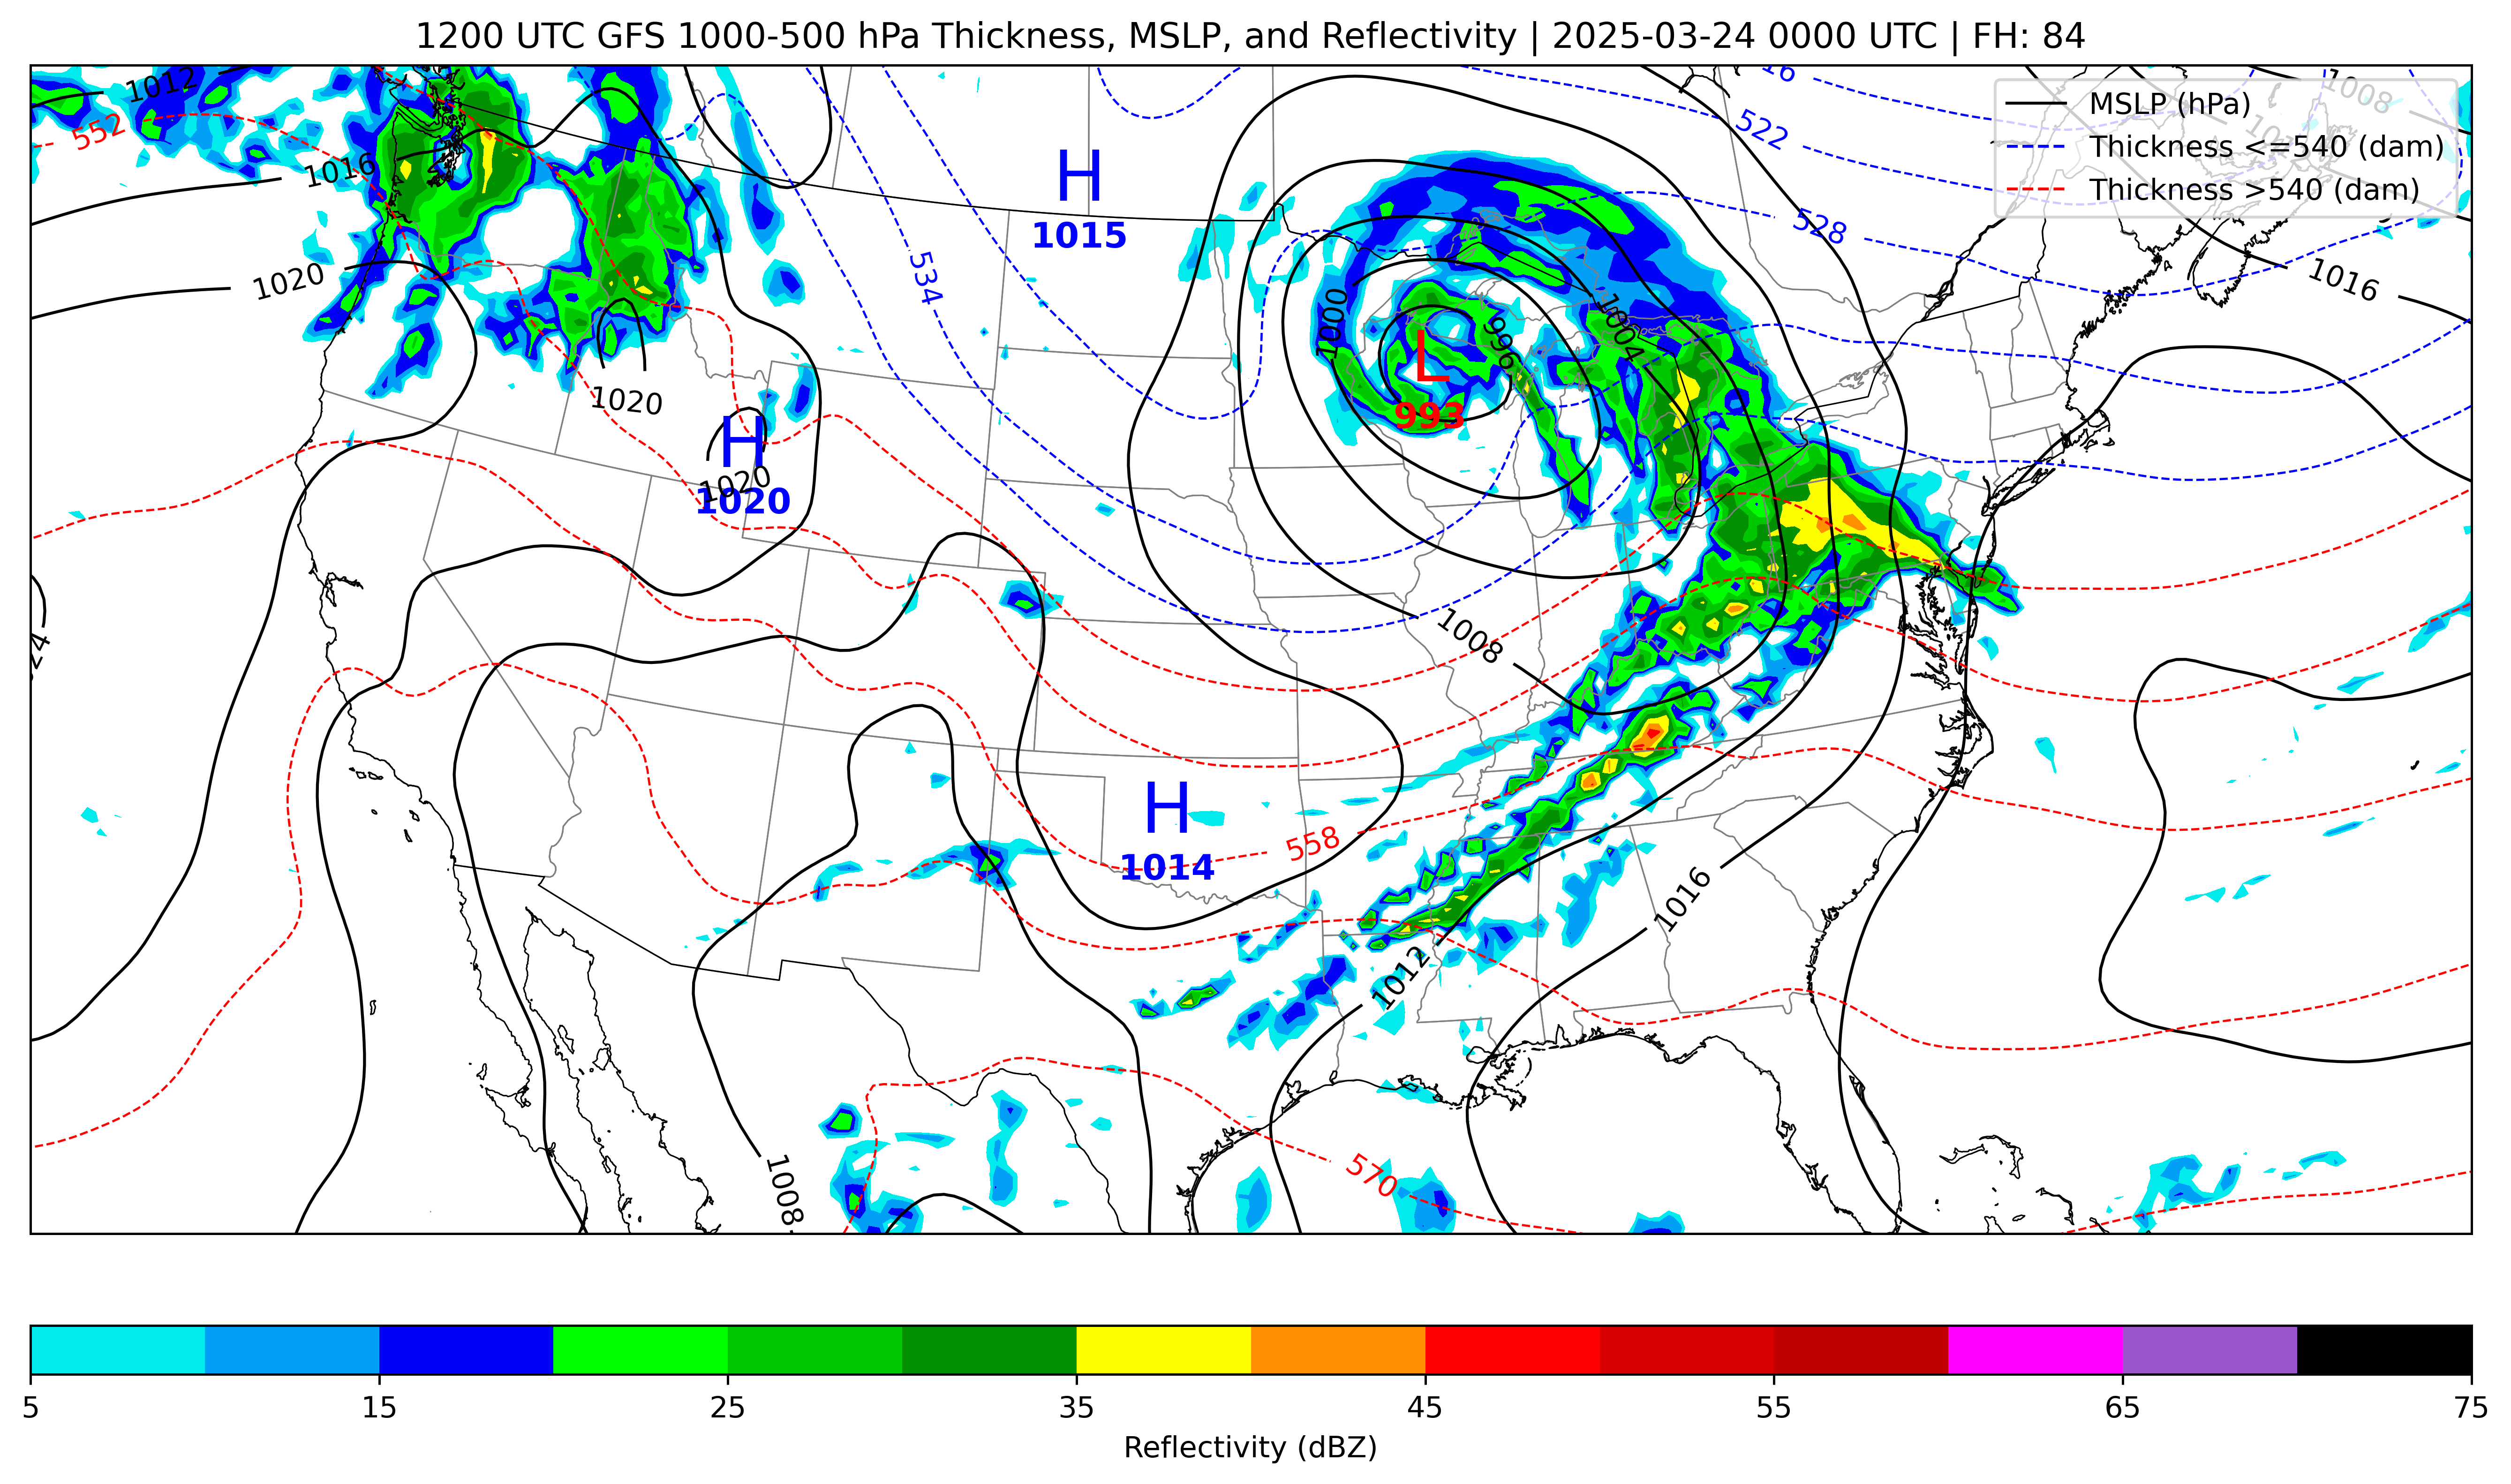 1200 UTC GFS 1000-500 hPa Thickness, MSLP, and Reflectivity | 2025-03-24 0000 UTC | FH: 84
MSLP (hPa)
Thickness <=540 (dam)
Thickness >540 (dam)
1012
552
1016
1020
1020
H
1020
1020
534
H
1015
522
528
1008
1016
1000
996
1004
L
993
1008
H
1014
558
1016
1012
1008
570
5 15 25 35 45 55 65 75
Reflectivity (dBZ)